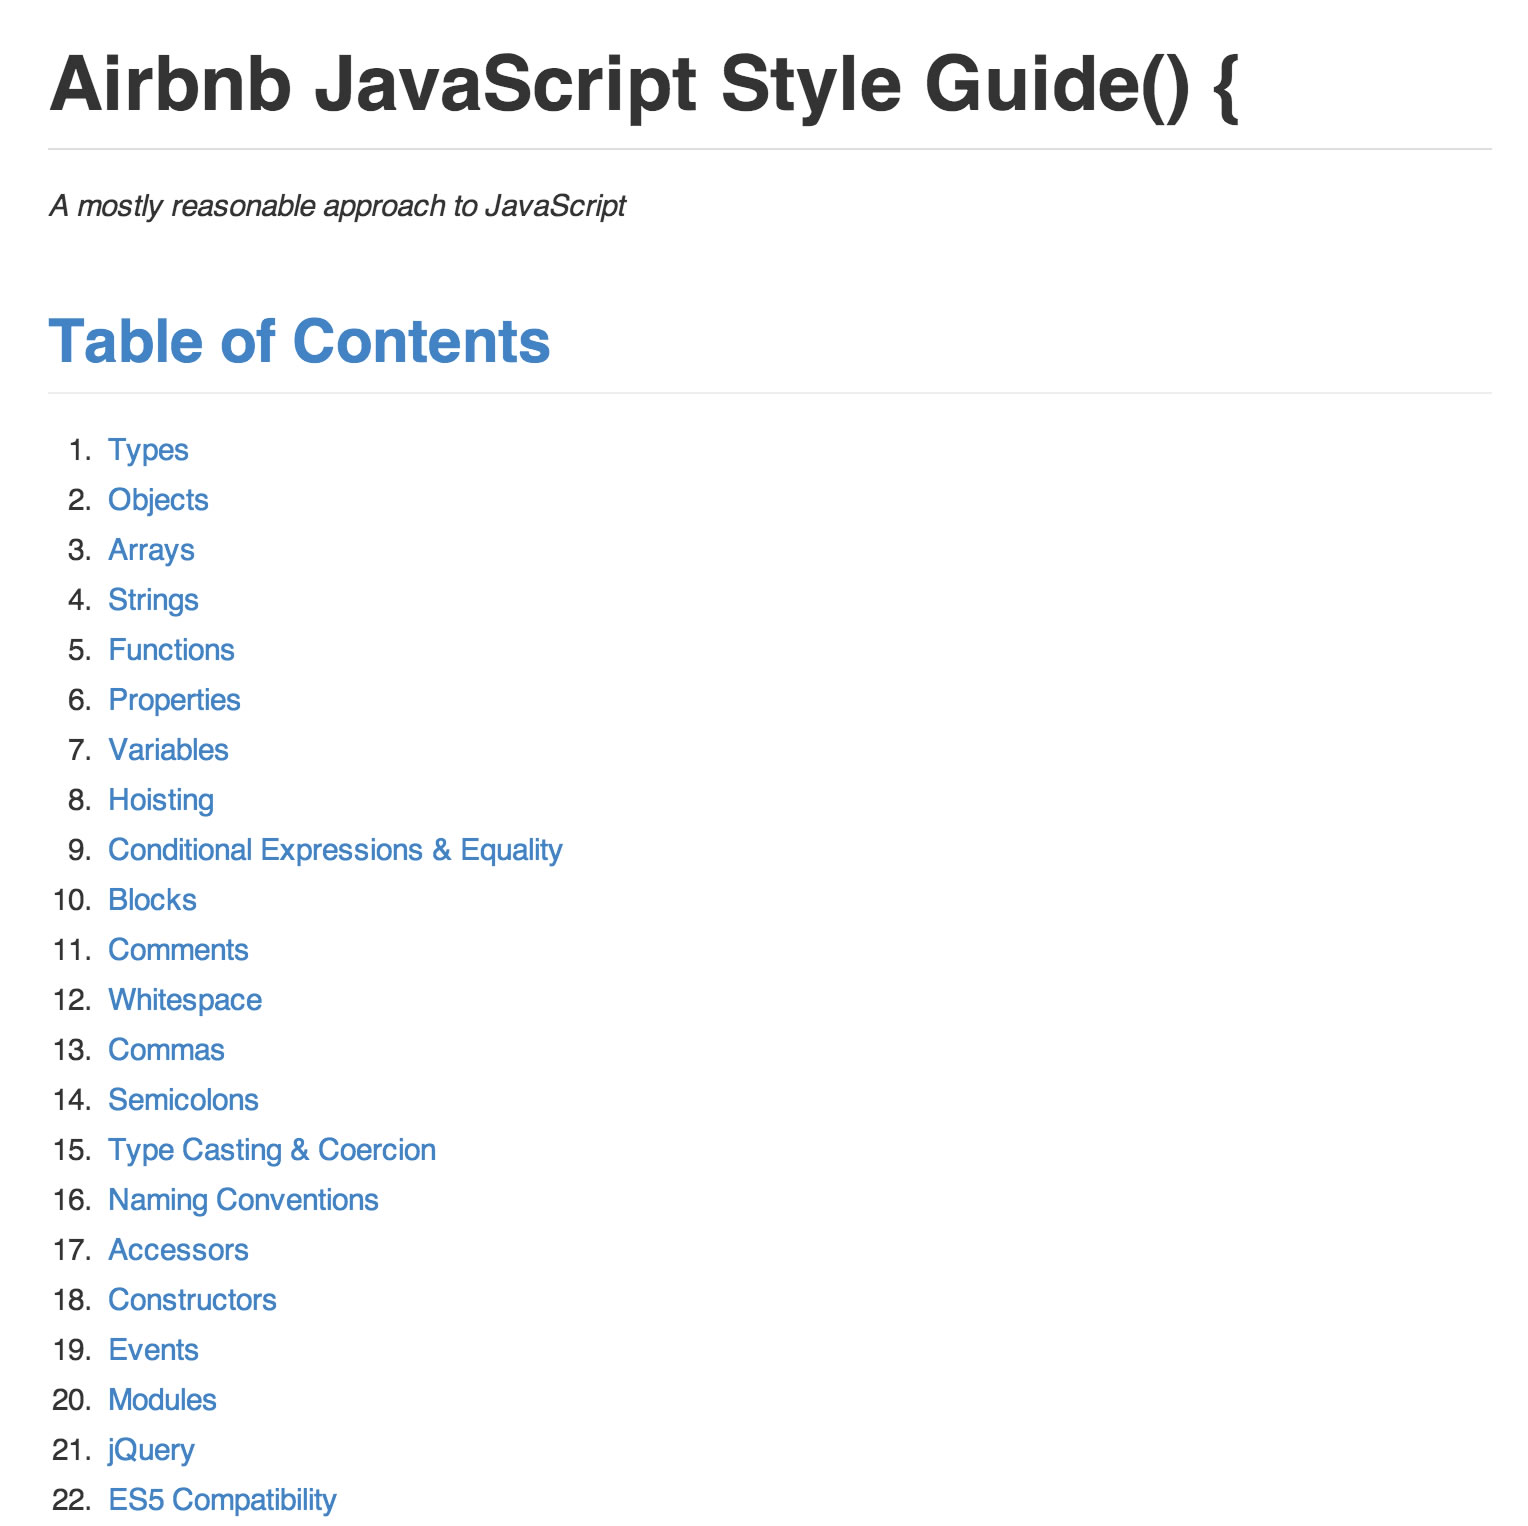 Airbnb JavaScript Style Guide() {
A mostly reasonable approach to JavaScript
Table of Contents
1. Types
2. Objects
3. Arrays
4. Strings
5. Functions
6. Properties
7. Variables
8. Hoisting
9. Conditional Expressions & Equality
10. Blocks
11. Comments
12. Whitespace
13. Commas
14. Semicolons
15. Type Casting & Coercion
16. Naming Conventions
17. Accessors
18. Constructors
19. Events
20. Modules
21. jQuery
22. ES5 Compatibility